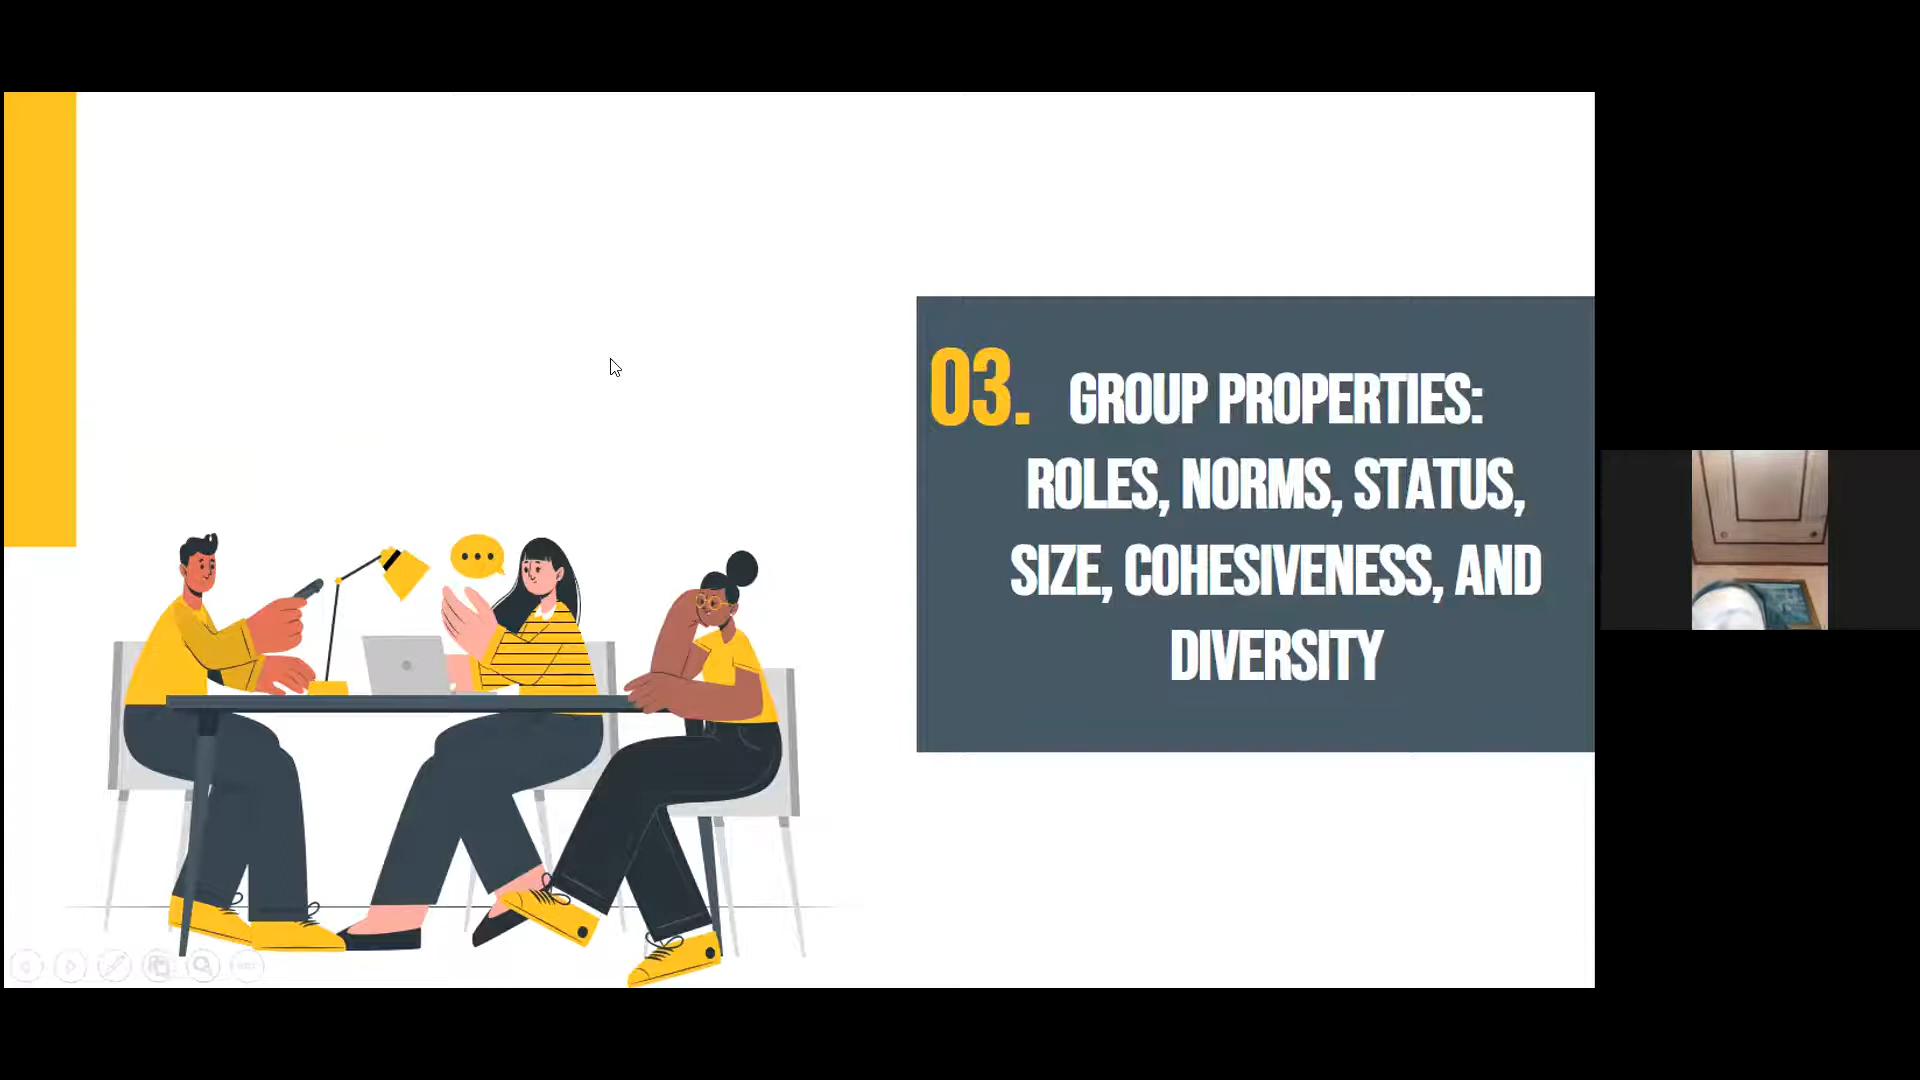 03. GROUP PROPERTIES:
ROLES, NORMS, STATUS,
SIZE, COHESIVENESS, AND
DIVERSITY